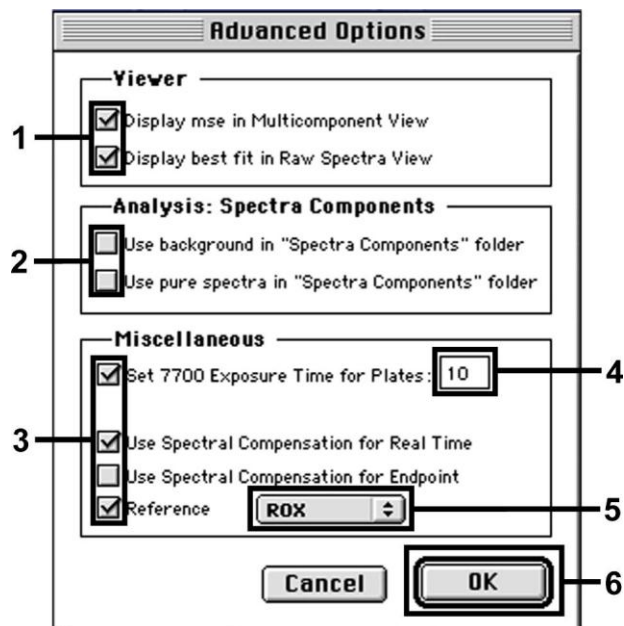 Advanced Options
Viewer
1
Display mse in Multicomponent View
Display best fit in Raw Spectra View
Analysis: Spectra Components
2
Use background in "Spectra Components" folder
Use pure spectra in "Spectra Components" folder
Miscellaneous
Set 7700 Exposure Time for Plates: 10
4
3
Use Spectral Compensation for Real Time
Use Spectral Compensation for Endpoint
Reference ROX
5
Cancel OK
6